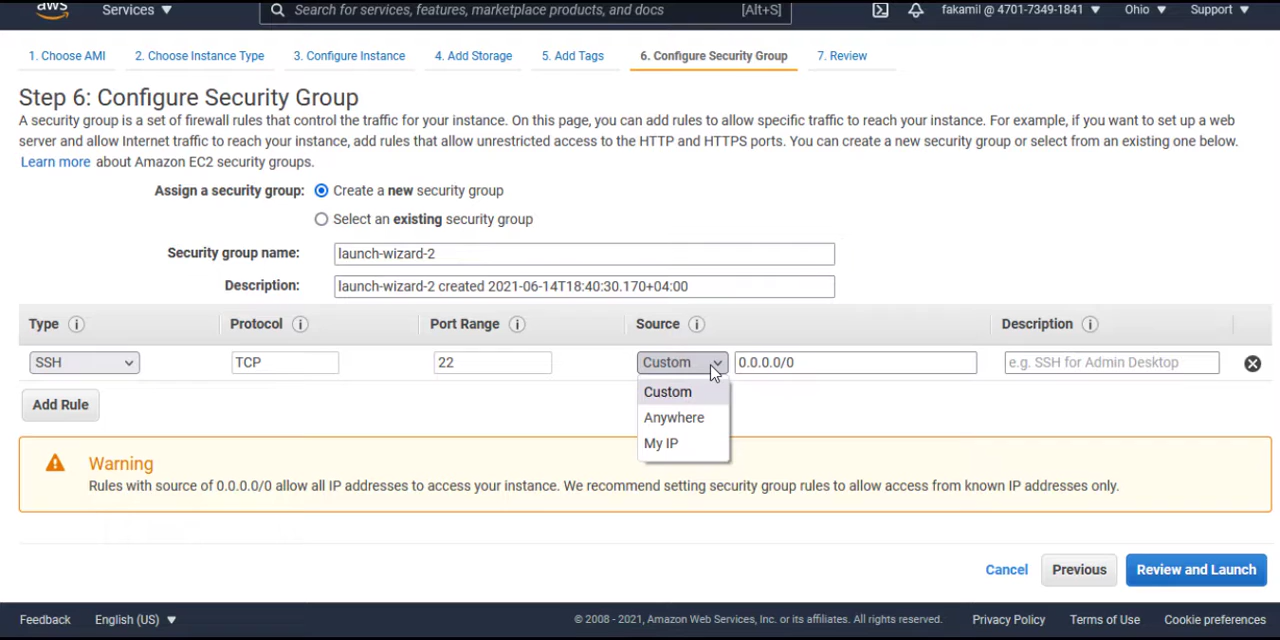 aws Services ▼ Search for services, features, marketplace products, and docs [Alt+S] fakamil @ 4701-7349-1841 ▼ Ohio ▼ Support ▼
1. Choose AMI 2. Choose Instance Type 3. Configure Instance 4. Add Storage 5. Add Tags 6. Configure Security Group 7. Review
Step 6: Configure Security Group
A security group is a set of firewall rules that control the traffic for your instance. On this page, you can add rules to allow specific traffic to reach your instance. For example, if you want to set up a web
server and allow Internet traffic to reach your instance, add rules that allow unrestricted access to the HTTP and HTTPS ports. You can create a new security group or select from an existing one below.
Learn more about Amazon EC2 security groups.
Assign a security group: Create a new security group
Select an existing security group
Security group name: launch-wizard-2
Description: launch-wizard-2 created 2021-06-14T18:40:30.170+04:00
Type i Protocol i Port Range i Source i Description i
SSH TCP 22 Custom 0.0.0.0/0 e.g. SSH for Admin Desktop
Custom
Anywhere
My IP
Add Rule
Warning
Rules with source of 0.0.0.0/0 allow all IP addresses to access your instance. We recommend setting security group rules to allow access from known IP addresses only.
Cancel Previous Review and Launch
Feedback English (US) ▼ © 2008 - 2021, Amazon Web Services, Inc. or its affiliates. All rights reserved. Privacy Policy Terms of Use Cookie preferences